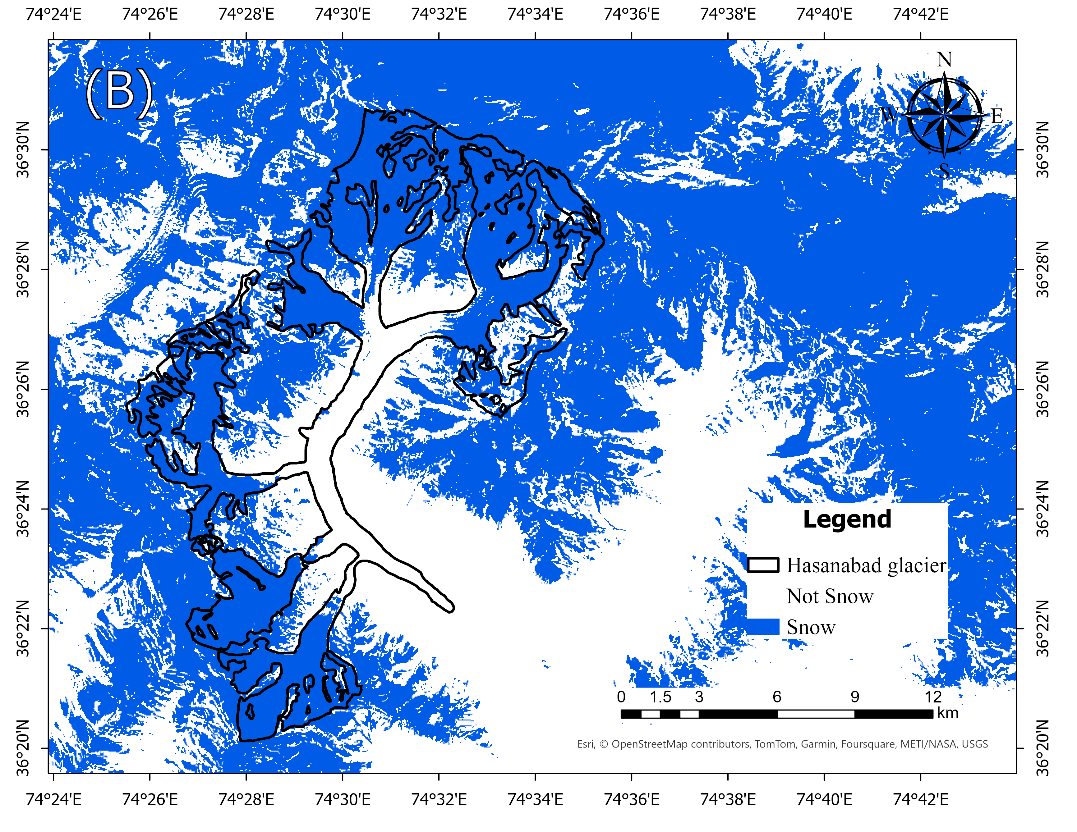 74°24'E 74°26'E 74°28'E 74°30'E 74°32'E 74°34'E 74°36'E 74°38'E 74°40'E 74°42'E
(B)
N
W E
S
36°30'N 36°30'N
36°28'N 36°28'N
36°26'N 36°26'N
36°24'N 36°24'N
36°22'N 36°22'N
36°20'N 36°20'N
Legend
Hasanabad glacier
Not Snow
Snow
0 1.5 3 6 9 12
km
Esri, © OpenStreetMap contributors, TomTom, Garmin, Foursquare, METI/NASA, USGS
74°24'E 74°26'E 74°28'E 74°30'E 74°32'E 74°34'E 74°36'E 74°38'E 74°40'E 74°42'E